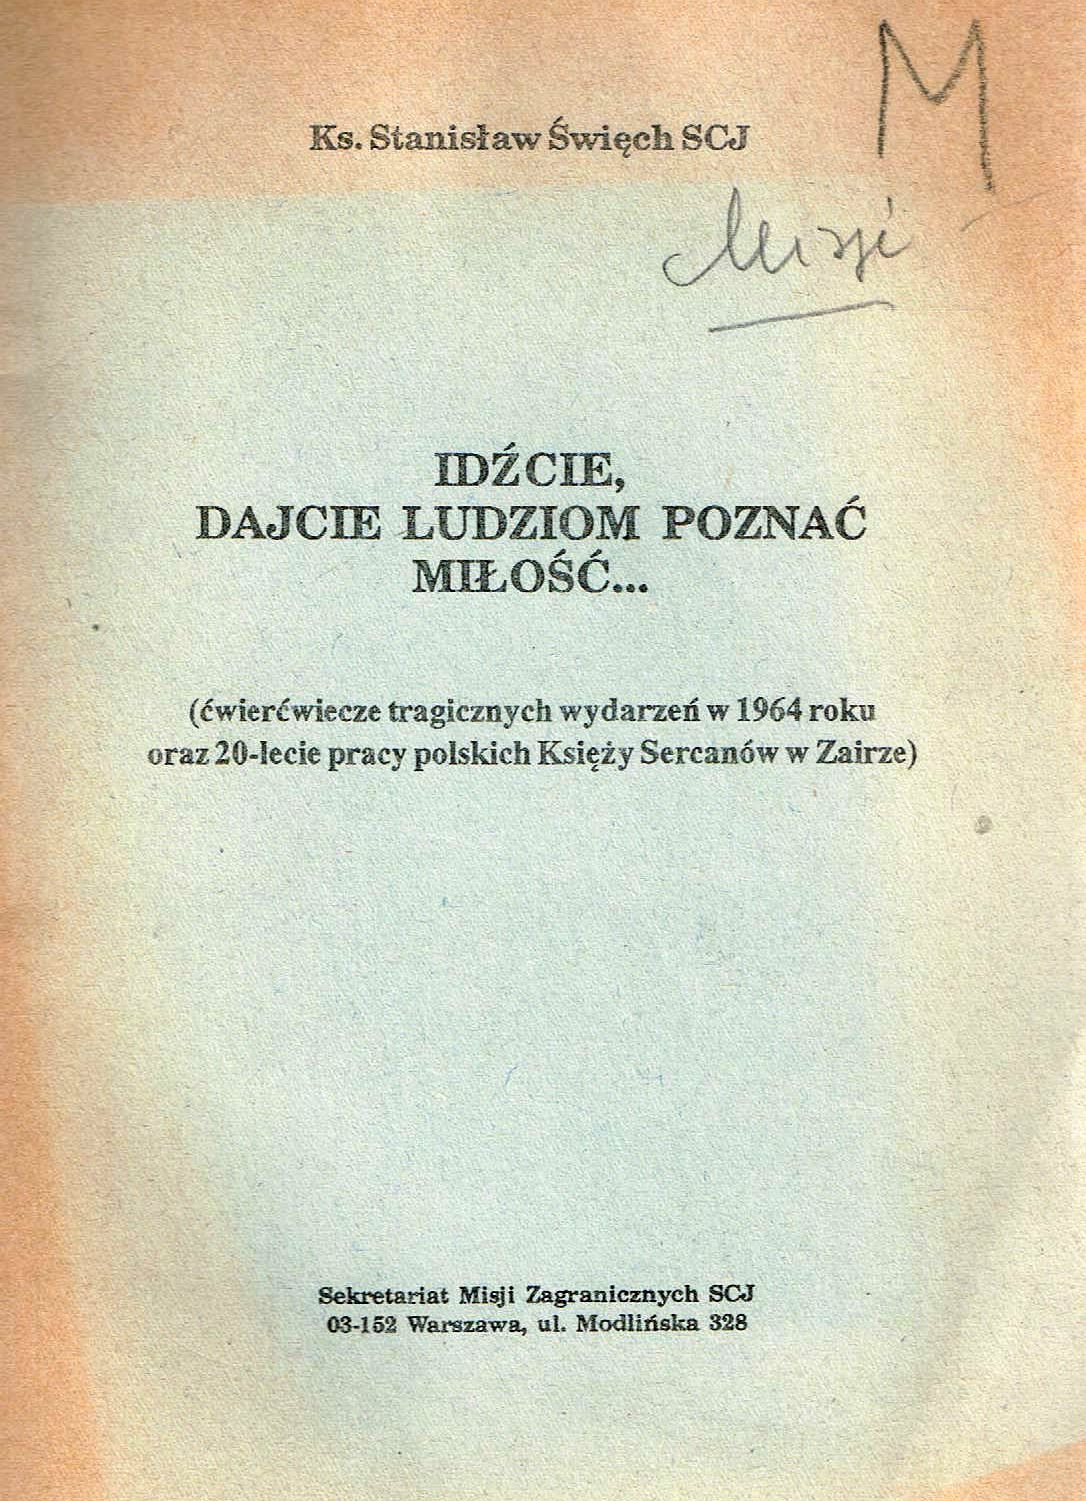 M
Ks. Stanisław Święch SCJ
Misje
IDŹCIE,
DAJCIE LUDZIOM POZNAĆ
MIŁOŚĆ...
(ćwierćwiecze tragicznych wydarzeń w 1964 roku
oraz 20-lecie pracy polskich Księży Sercanów w Zairze)
Sekretariat Misji Zagranicznych SCJ
03-152 Warszawa, ul. Modlińska 328